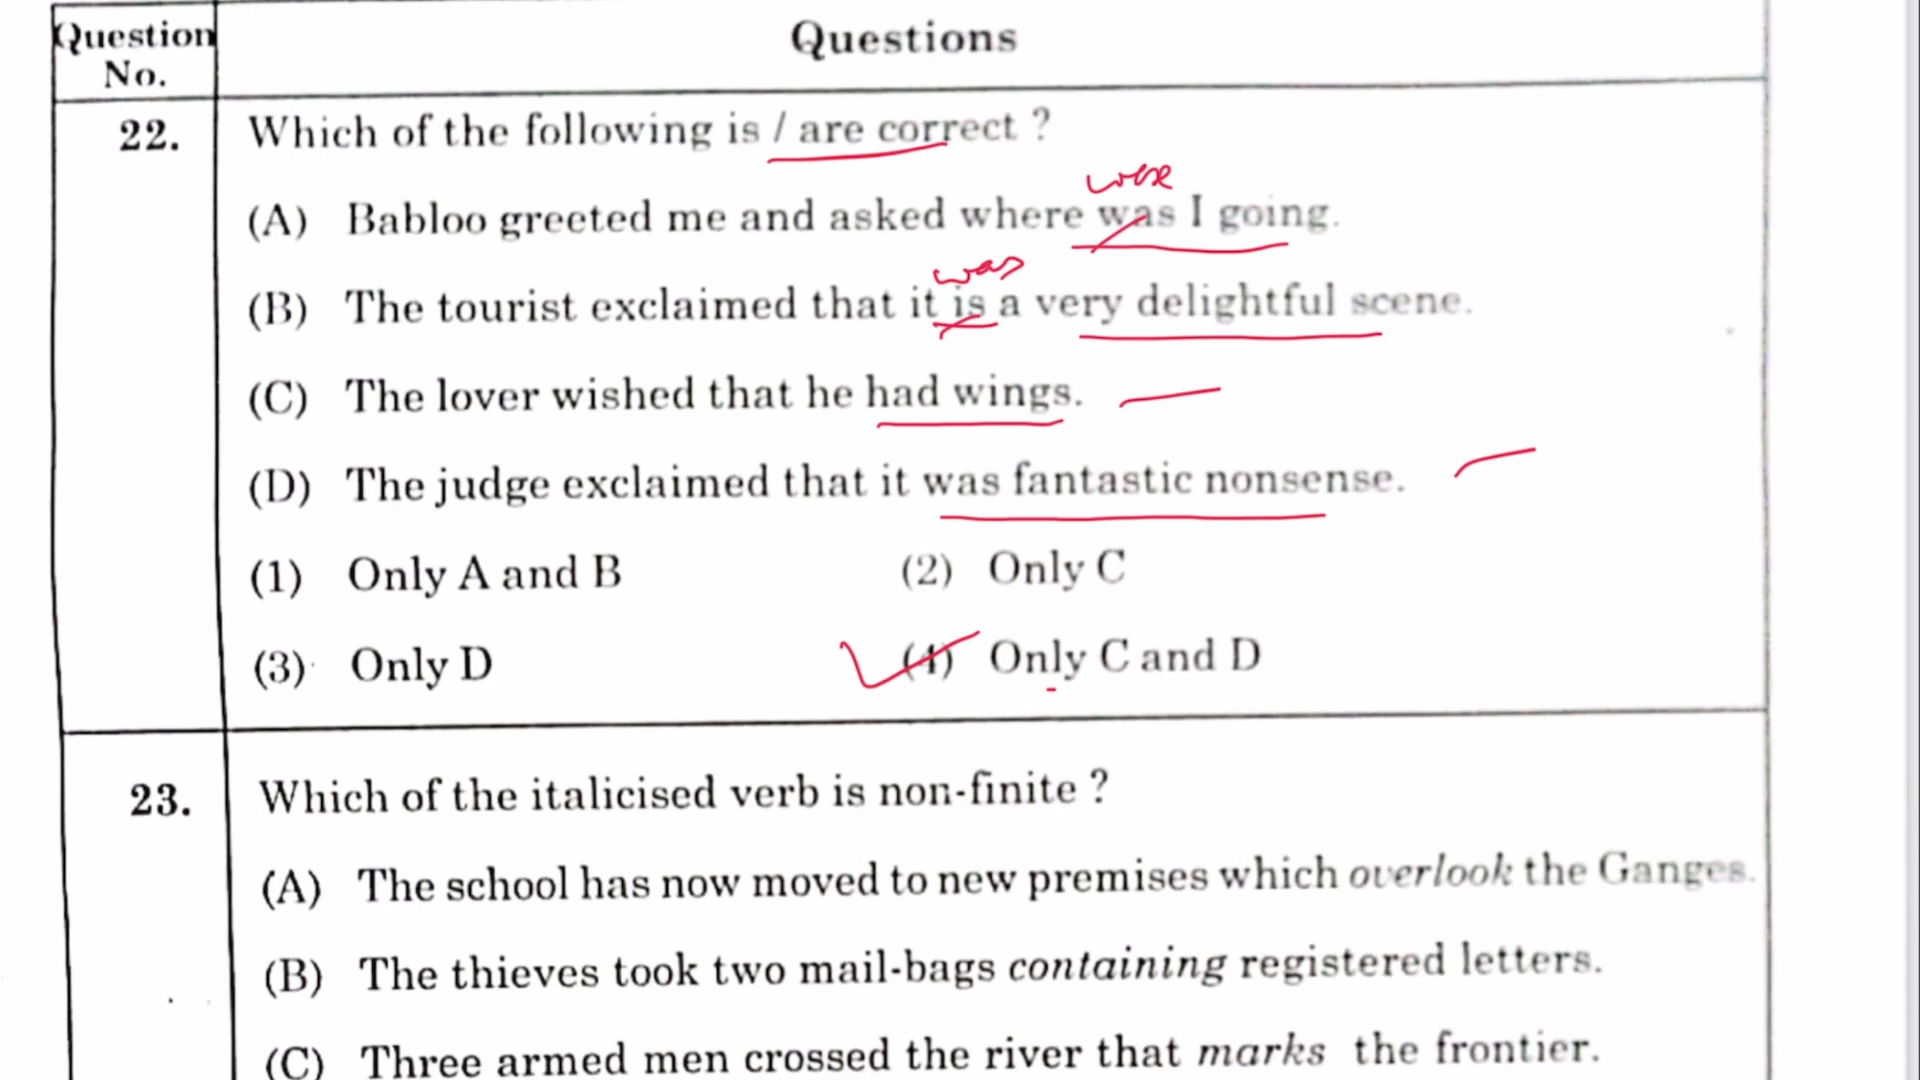 Question
No.
Questions
22.
Which of the following is / are correct ?
were
(A) Babloo greeted me and asked where was I going.
was
(B) The tourist exclaimed that it is a very delightful scene.
(C) The lover wished that he had wings.
(D) The judge exclaimed that it was fantastic nonsense.
(1) Only A and B (2) Only C
(3) Only D (4) Only C and D
23.
Which of the italicised verb is non-finite ?
(A) The school has now moved to new premises which overlook the Ganges.
(B) The thieves took two mail-bags containing registered letters.
(C) Three armed men crossed the river that marks the frontier.